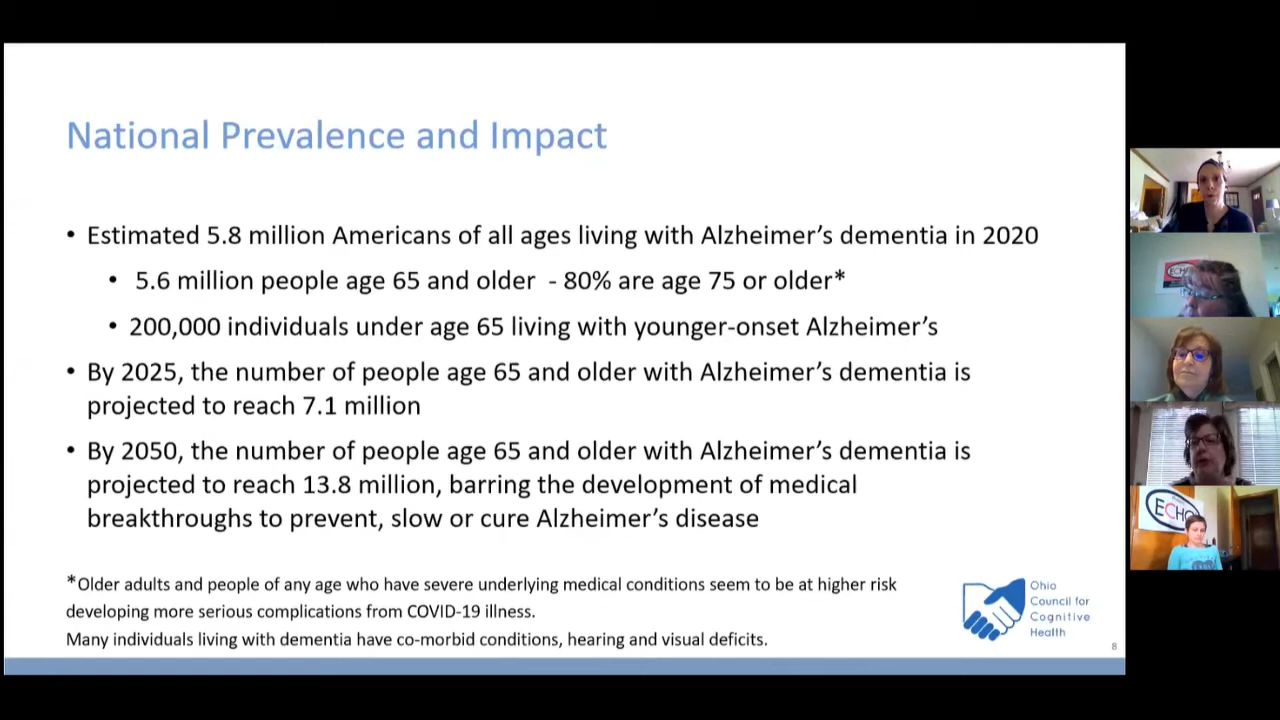 National Prevalence and Impact
• Estimated 5.8 million Americans of all ages living with Alzheimer’s dementia in 2020
• 5.6 million people age 65 and older - 80% are age 75 or older*
• 200,000 individuals under age 65 living with younger-onset Alzheimer’s
• By 2025, the number of people age 65 and older with Alzheimer’s dementia is
projected to reach 7.1 million
• By 2050, the number of people age 65 and older with Alzheimer’s dementia is
projected to reach 13.8 million, barring the development of medical
breakthroughs to prevent, slow or cure Alzheimer’s disease
*Older adults and people of any age who have severe underlying medical conditions seem to be at higher risk
developing more serious complications from COVID-19 illness.
Many individuals living with dementia have co-morbid conditions, hearing and visual deficits.
Ohio
Council for
Cognitive
Health
8
ECHO